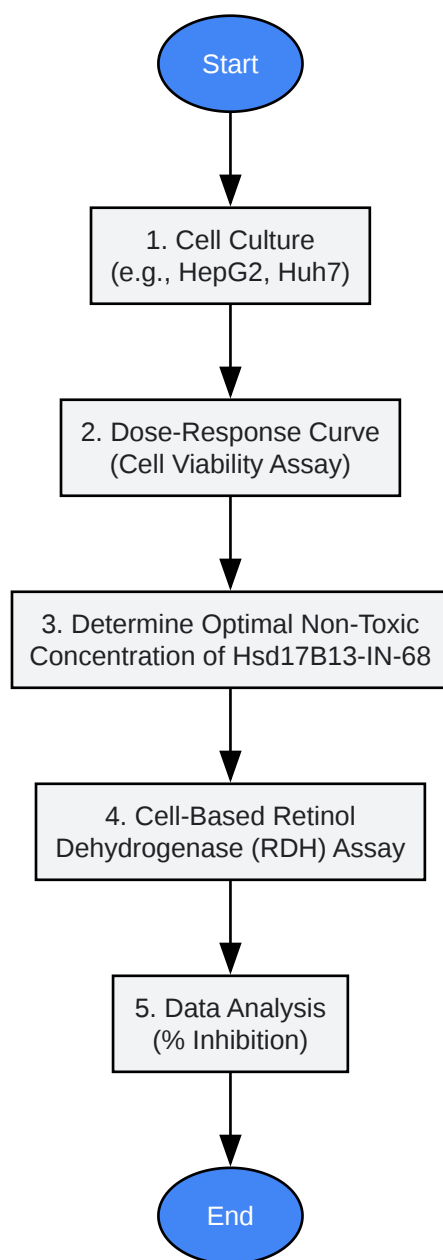 Start
1. Cell Culture
(e.g., HepG2, Huh7)
2. Dose-Response Curve
(Cell Viability Assay)
3. Determine Optimal Non-Toxic
Concentration of Hsd17B13-IN-68
4. Cell-Based Retinol
Dehydrogenase (RDH) Assay
5. Data Analysis
(% Inhibition)
End